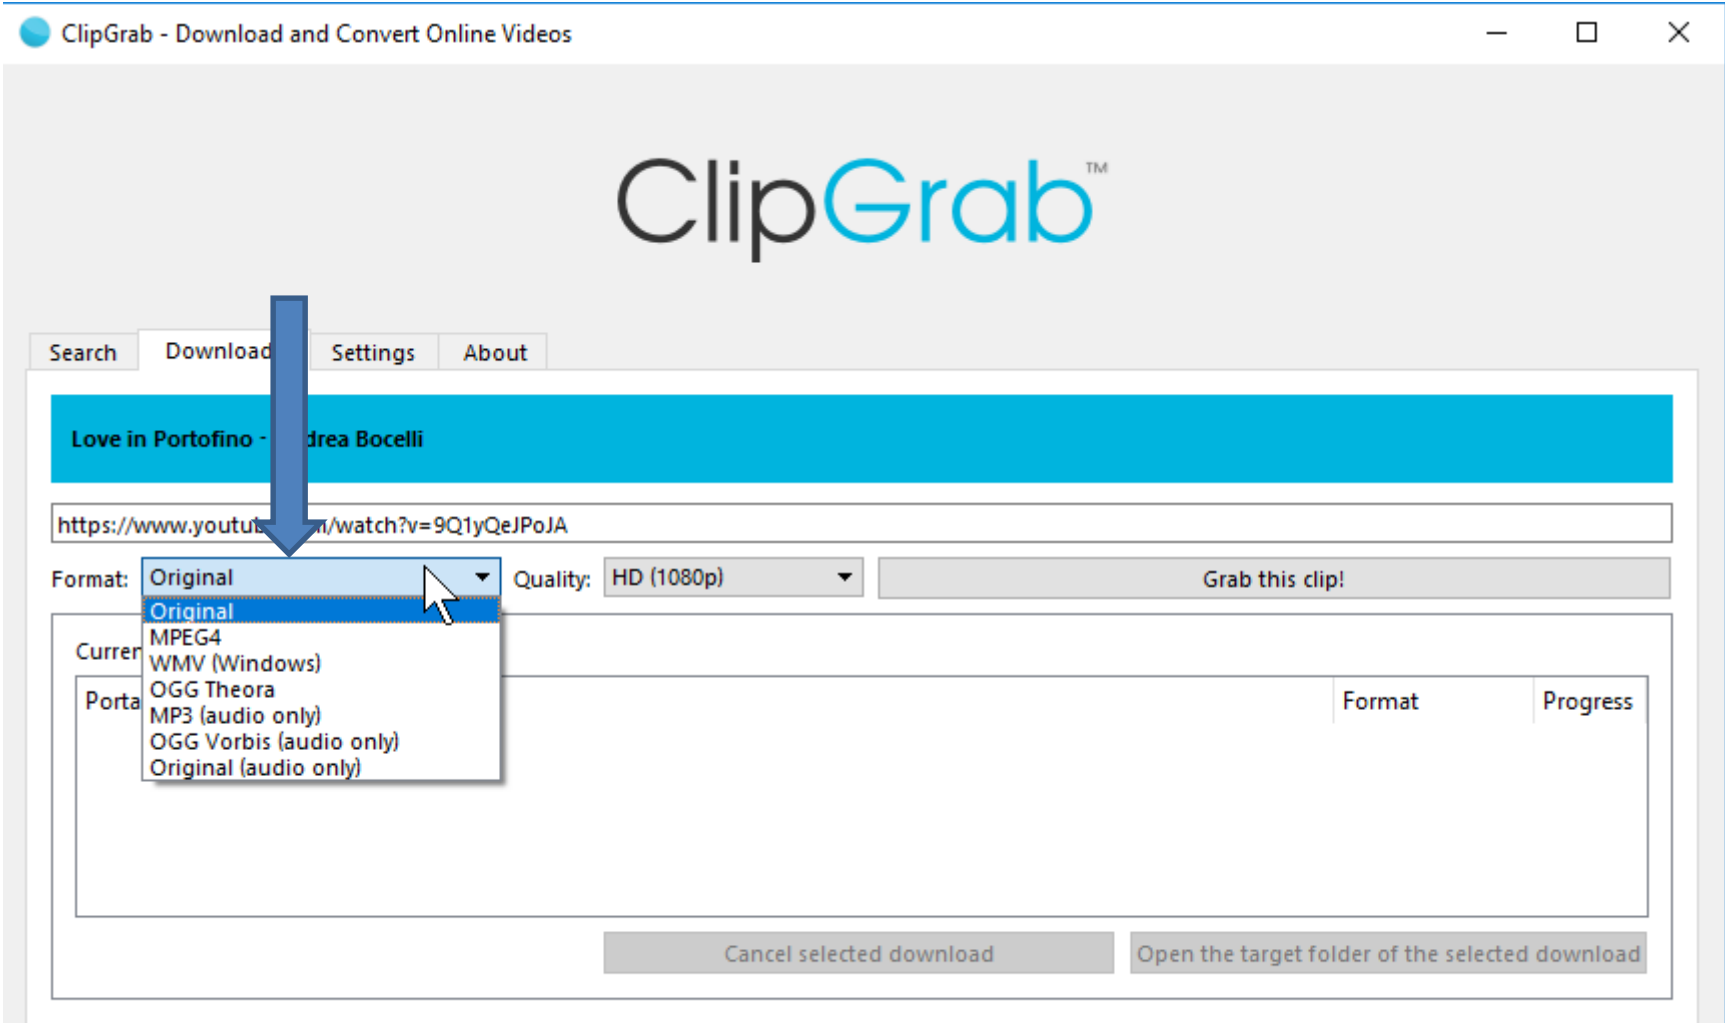 ClipGrab - Download and Convert Online Videos
ClipGrab™
Search Download Settings About
Love in Portofino - drea Bocelli
https://www.youtu m/watch?v=9Q1yQeJPoJA
Format: Original Quality: HD (1080p) Grab this clip!
Original
MPEG4
WMV (Windows)
OGG Theora
MP3 (audio only)
OGG Vorbis (audio only)
Original (audio only)
Curren
Porta Format Progress
Cancel selected download Open the target folder of the selected download